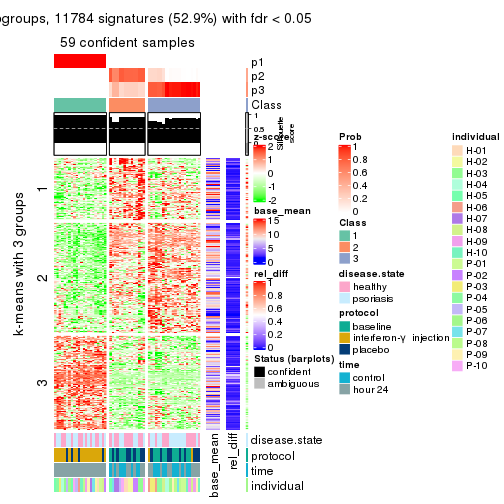 ogroups, 11784 signatures (52.9%) with fdr < 0.05
59 confident samples
p1
p2
p3
Class
1
0.5
0
Silhouette
score
k-means with 3 groups
1
2
3
z-score
2
1
0
-1
-2
base_mean
15
10
5
0
rel_diff
1
0.8
0.6
0.4
0.2
0
Status (barplots)
confident
ambiguous
Prob
1
0.8
0.6
0.4
0.2
0
Class
1
2
3
disease.state
healthy
psoriasis
protocol
baseline
interferon-γ injection
placebo
time
control
hour 24
individual
H-01
H-02
H-03
H-04
H-05
H-06
H-07
H-08
H-09
H-10
P-01
P-02
P-03
P-04
P-05
P-06
P-07
P-08
P-09
P-10
disease.state
protocol
time
individual
base_mean
rel_diff